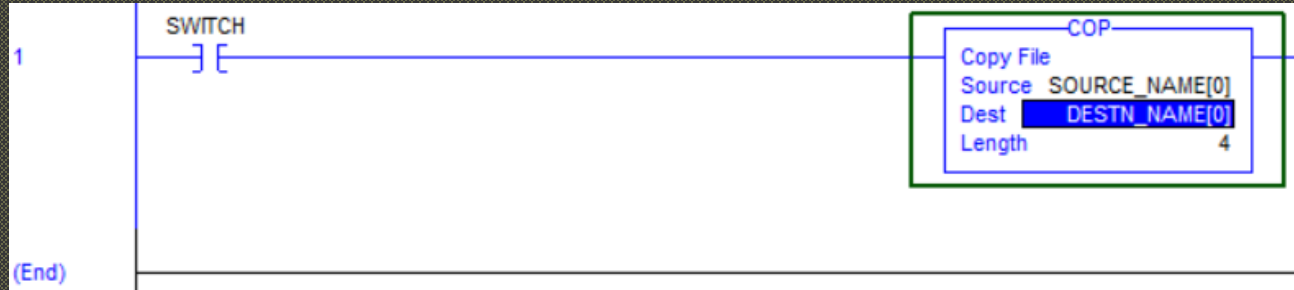 SWITCH
COP
1
Copy File
Source SOURCE_NAME[0]
Dest DESTN_NAME[0]
Length 4
(End)